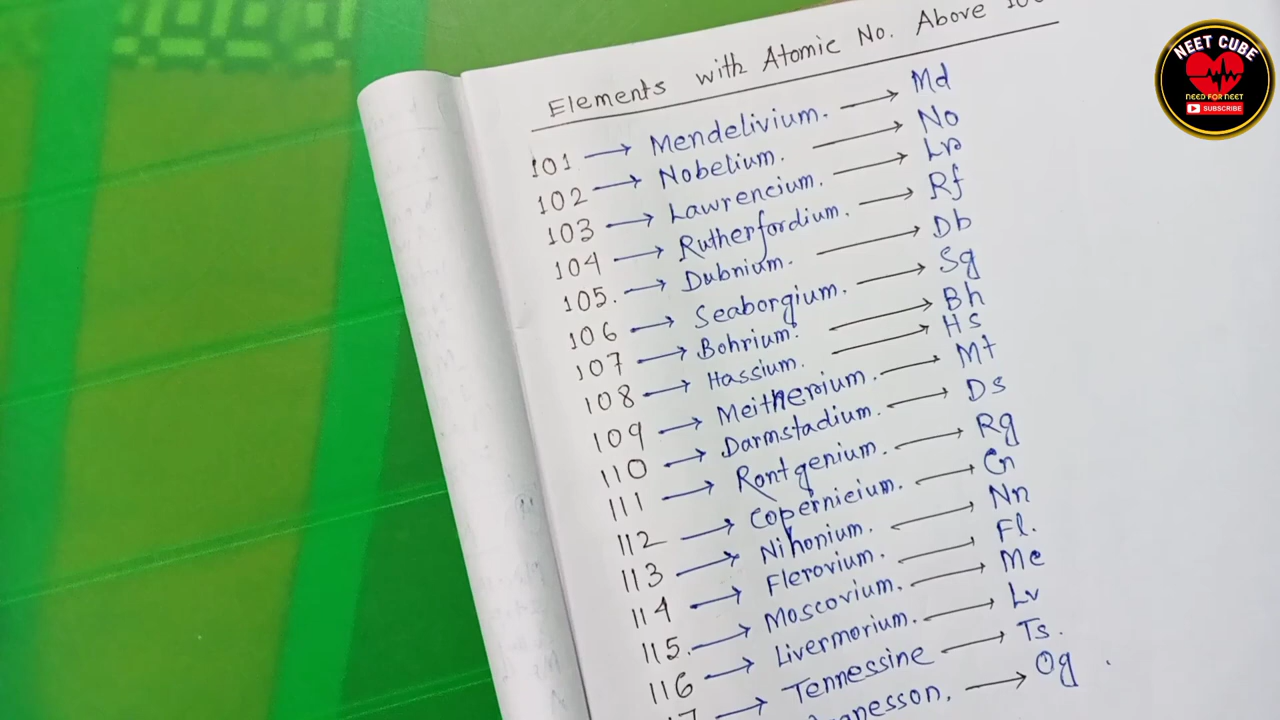 Elements with Atomic No. Above
101 → Mendelivium. → Md
102 → Nobelium. → No
103 → Lawrencium. → Lr
104 → Rutherfordium. → Rf
105. → Dubnium. → Db
106 → Seaborgium. → Sg
107 → Bohrium. → Bh
108 → Hassium. → Hs
109 → Meitherium. → Mt
110 → Darmstadium. → Ds
111 → Rontgenium. → Rg
112 → Copernicium. → Cn
113 → Nihonium. → Nn
114 → Flerovium. → Fl.
115. → Moscovium. → Mc
116 → Livermorium. → Lv
→ Tennessine → Ts.
→ Og
NEET CUBE
NEED FOR NEET
SUBSCRIBE